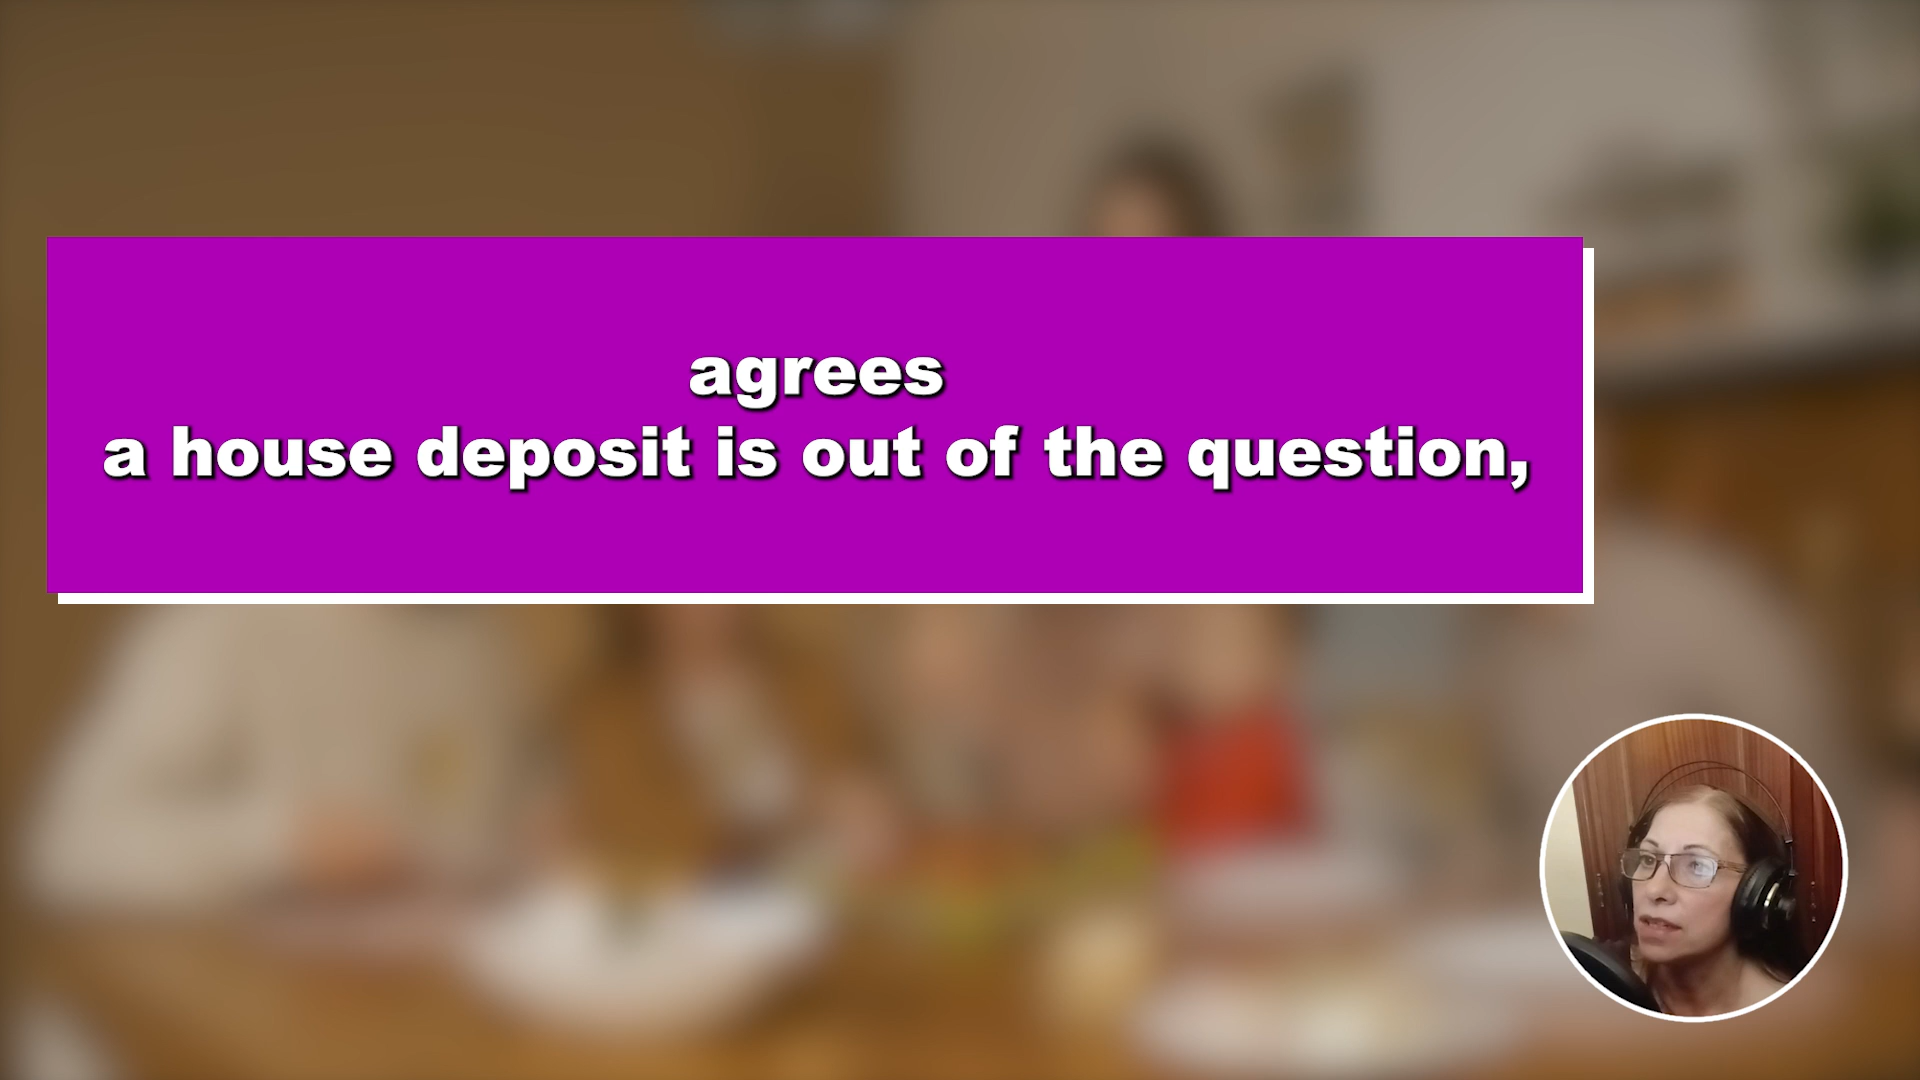 agrees
a house deposit is out of the question,